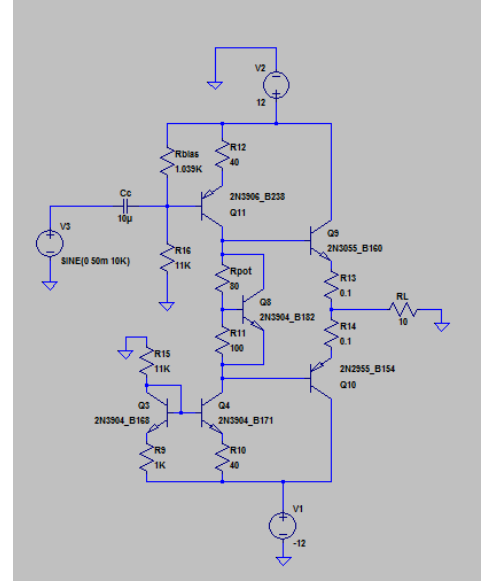 V2
12
Rbias
1.039K
R12
40
2N3906_B238
Q11
Cc
10µ
V3
SINE(0 50m 10K)
R16
11K
Q9
2N3055_B160
Rpot
80
R13
0.1
Q8
2N3904_B182
RL
10
R11
100
R14
0.1
R15
11K
2N2955_B154
Q10
Q3
2N3904_B168
Q4
2N3904_B171
R9
1K
R10
40
V1
-12